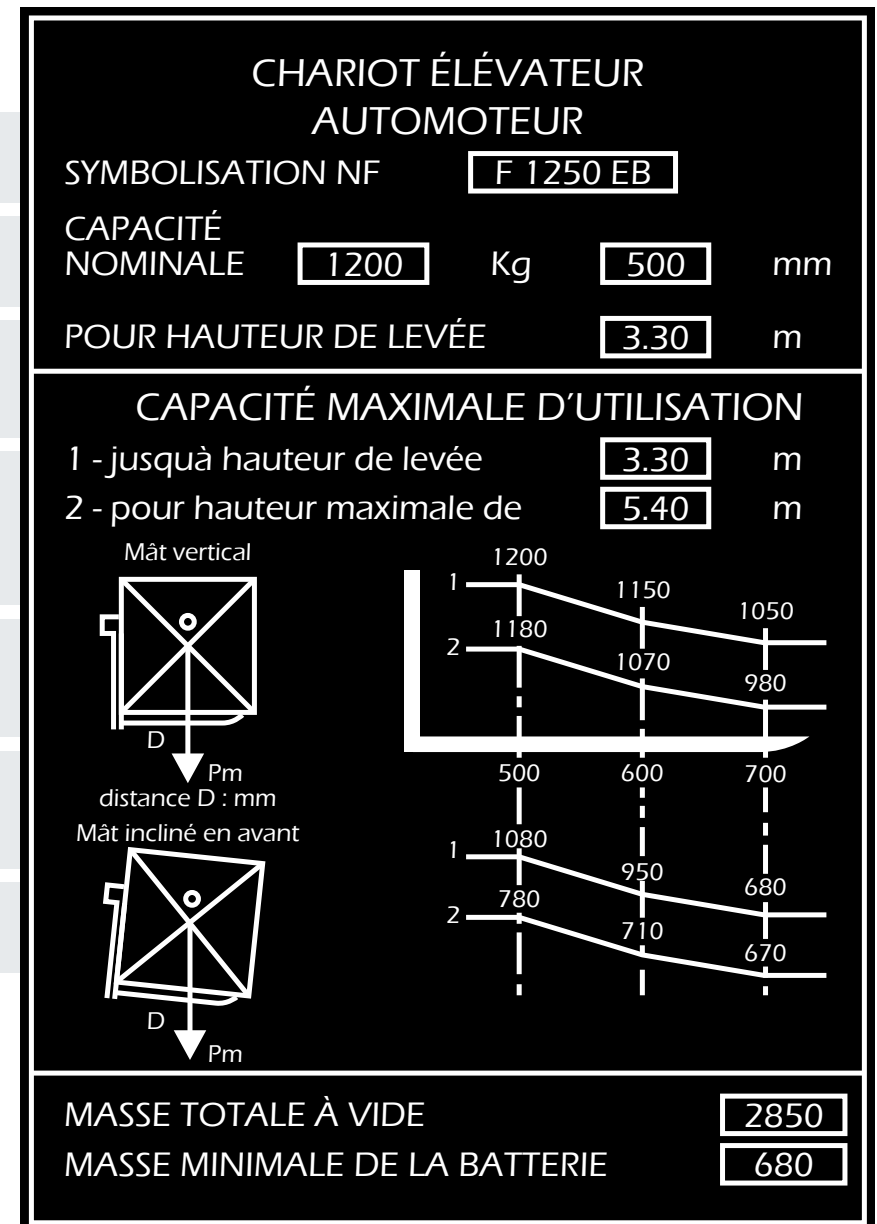 CHARIOT ÉLÉVATEUR
AUTOMOTEUR
SYMBOLISATION NF F 1250 EB
CAPACITÉ
NOMINALE 1200 Kg 500 mm
POUR HAUTEUR DE LEVÉE 3.30 m
CAPACITÉ MAXIMALE D'UTILISATION
1 - jusquà hauteur de levée 3.30 m
2 - pour hauteur maximale de 5.40 m
Mât vertical
D
Pm
distance D : mm
1200
1 1150
1050
1180
2 1070
980
500 600 700
Mât incliné en avant
D
Pm
1080
1 950
680
780
2 710
670
MASSE TOTALE À VIDE 2850
MASSE MINIMALE DE LA BATTERIE 680